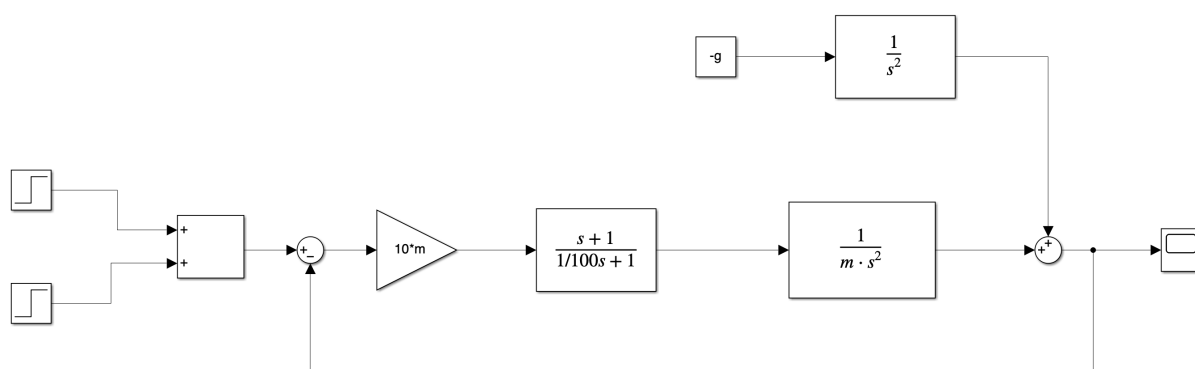 -g
1
s²
+
+
+
−
10*m
s + 1
1/100s + 1
1
m · s²
+
+